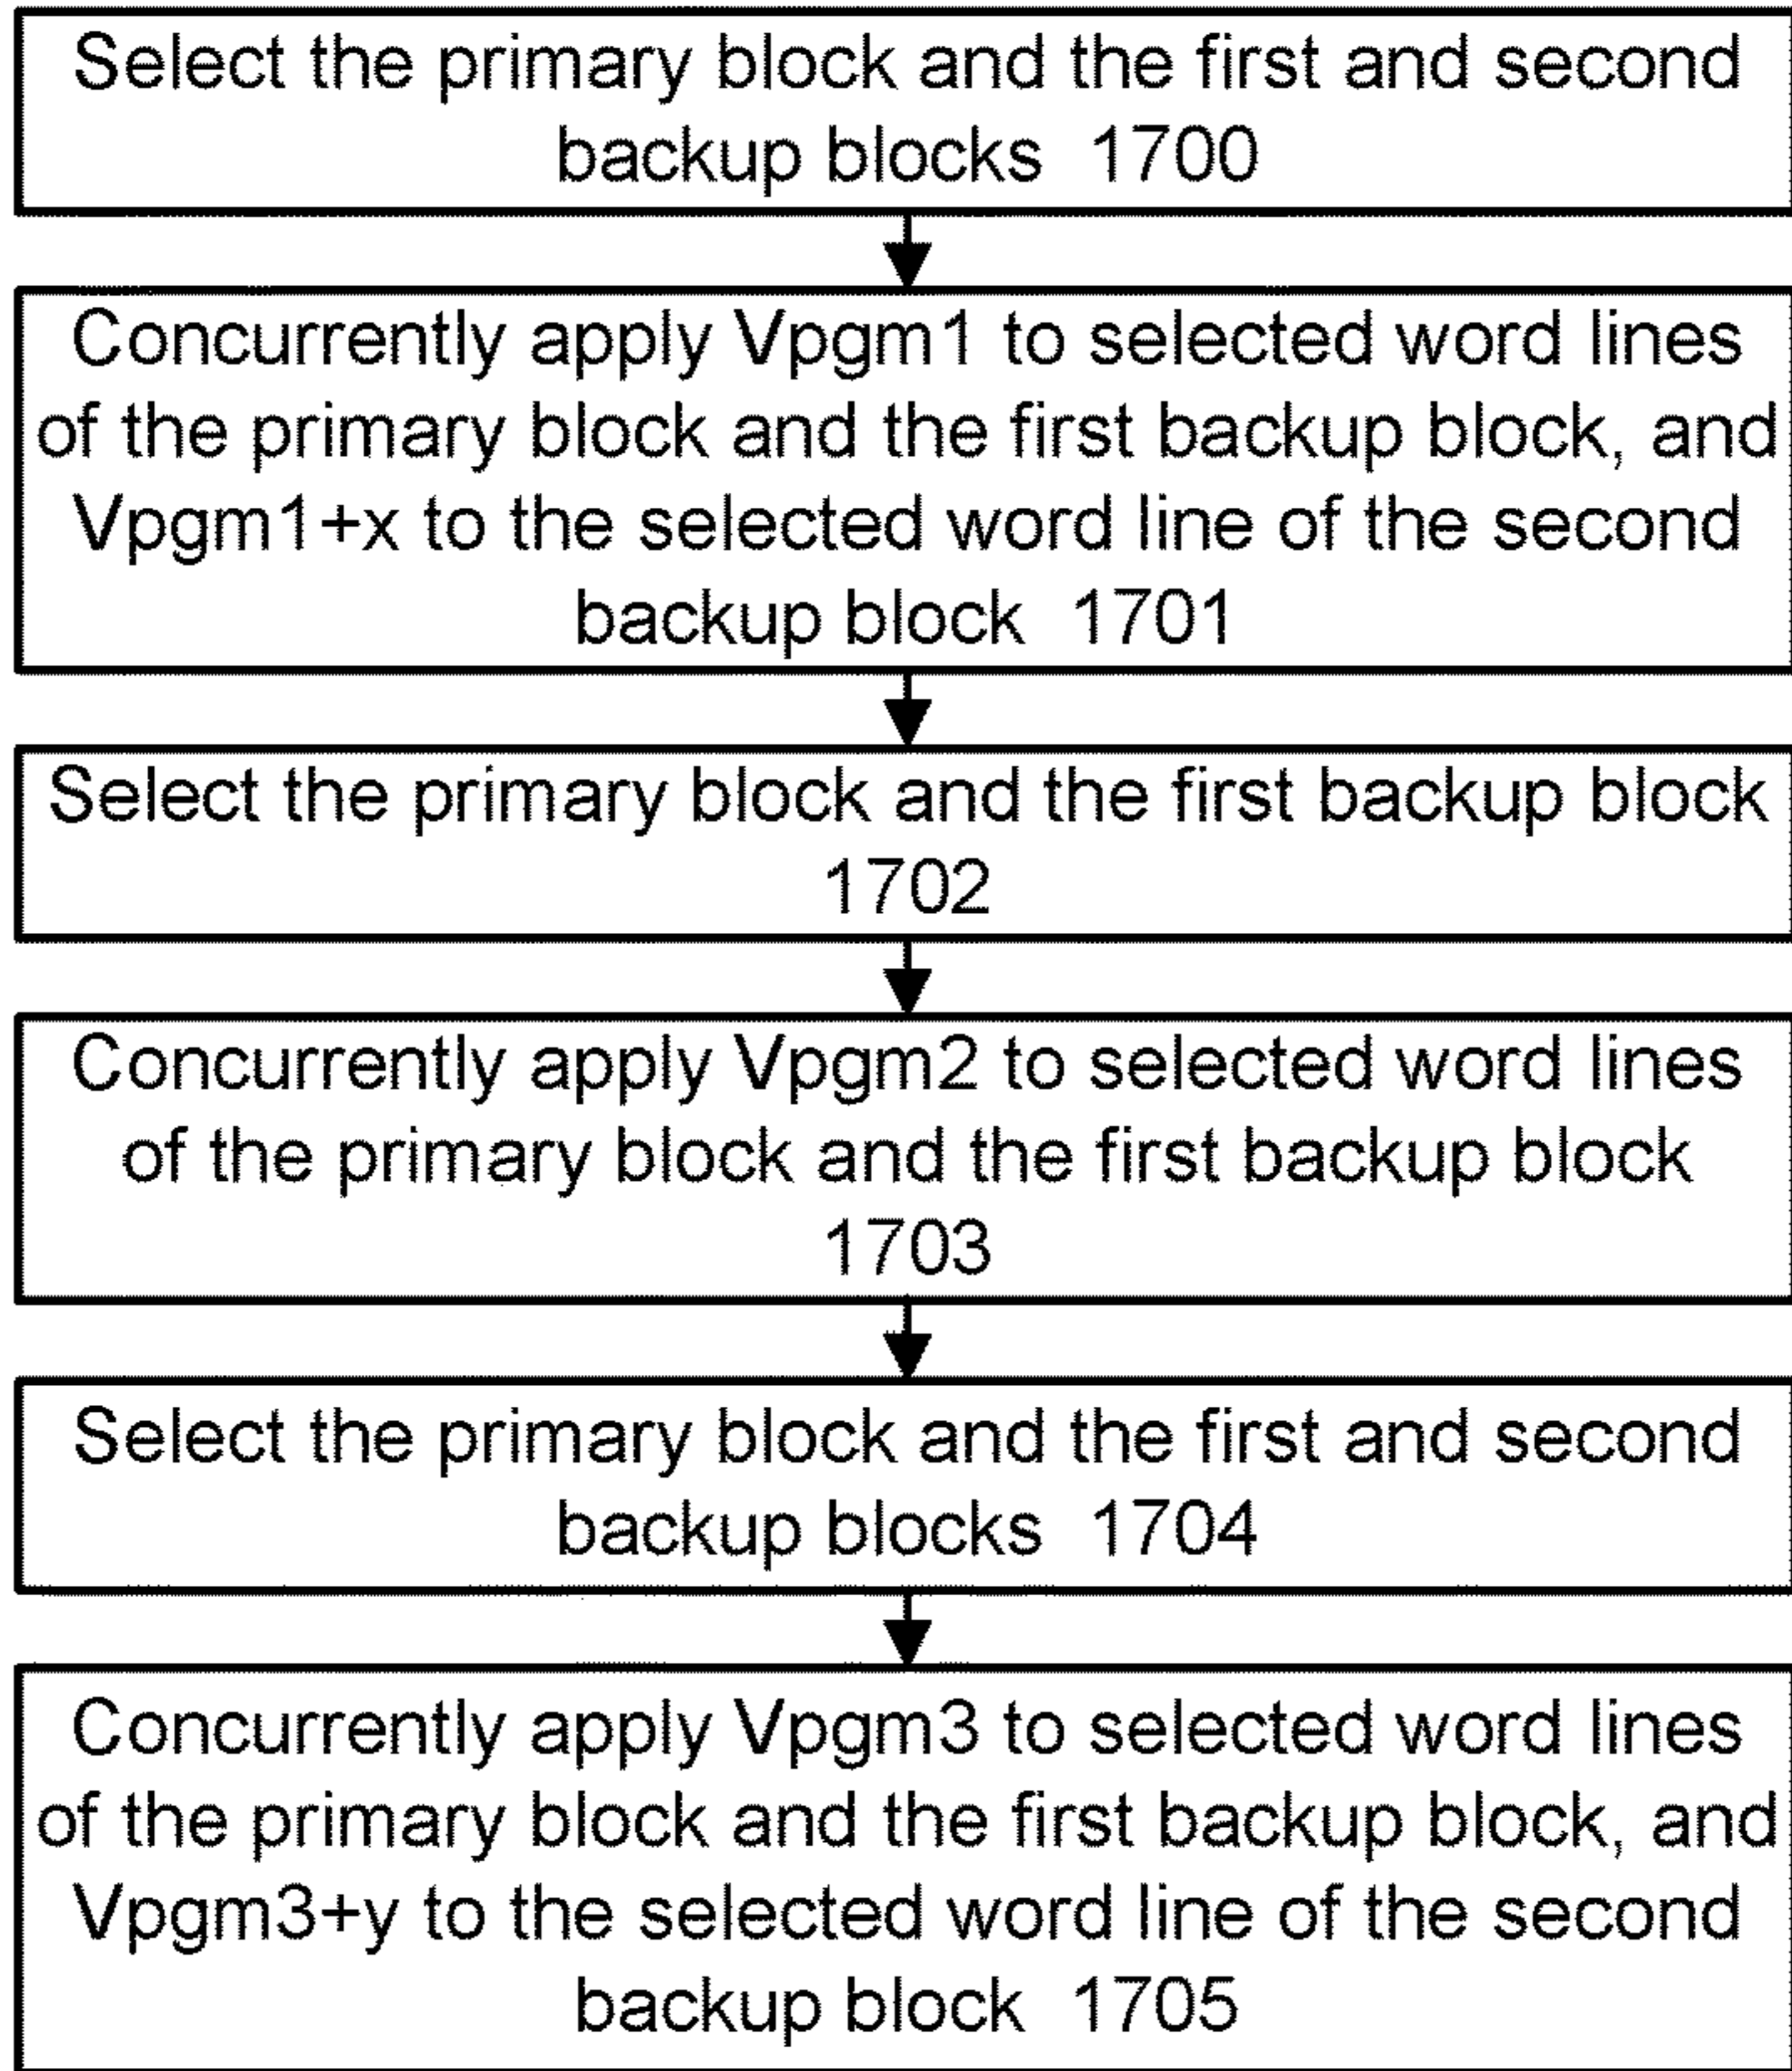 Select the primary block and the first and second
backup blocks 1700
Concurrently apply Vpgm1 to selected word lines
of the primary block and the first backup block, and
Vpgm1+x to the selected word line of the second
backup block 1701
Select the primary block and the first backup block
1702
Concurrently apply Vpgm2 to selected word lines
of the primary block and the first backup block
1703
Select the primary block and the first and second
backup blocks 1704
Concurrently apply Vpgm3 to selected word lines
of the primary block and the first backup block, and
Vpgm3+y to the selected word line of the second
backup block 1705